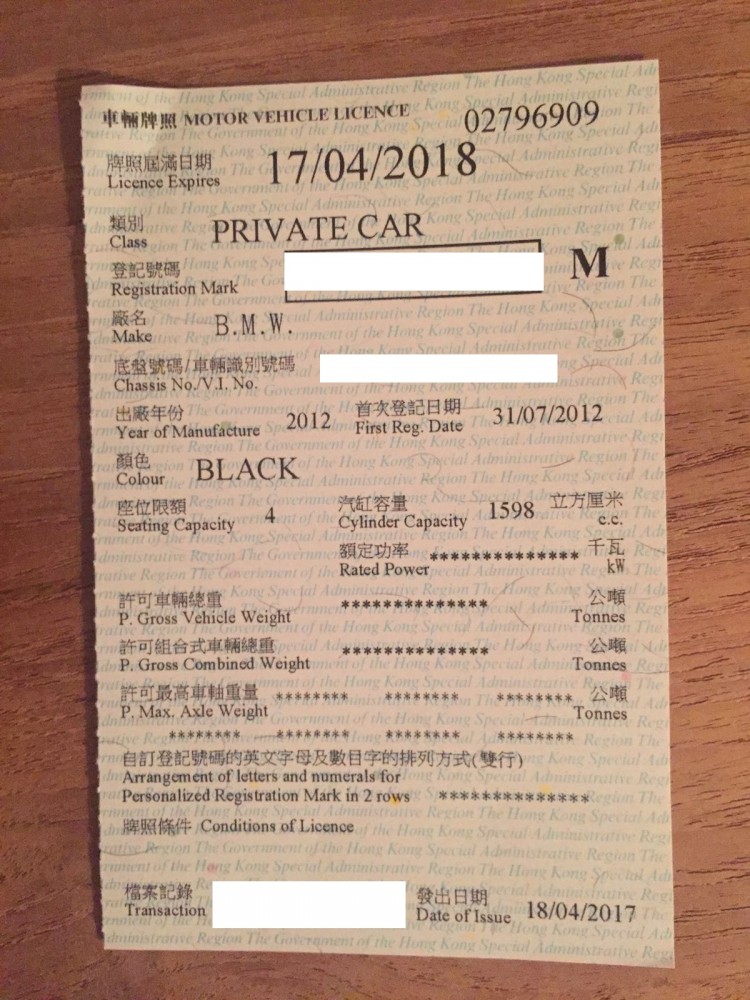 車輛牌照 MOTOR VEHICLE LICENCE 02796909
牌照屆滿日期
Licence Expires 17/04/2018
類別
Class PRIVATE CAR
登記號碼
Registration Mark M
廠名
Make B.M.W.
底盤號碼/車輛識別號碼
Chassis No./V.I. No.
出廠年份 首次登記日期
Year of Manufacture 2012 First Reg. Date 31/07/2012
顏色
Colour BLACK
座位限額 汽缸容量 立方厘米
Seating Capacity 4 Cylinder Capacity 1598 c.c.
額定功率 ************** 千瓦
Rated Power kW
許可車輛總重 ************** 公噸
P. Gross Vehicle Weight Tonnes
許可組合式車輛總重 ************** 公噸
P. Gross Combined Weight Tonnes
許可最高車軸重量 ******** ******** ******** 公噸
P. Max. Axle Weight Tonnes
******** ******** ******** ********
自訂登記號碼的英文字母及數目字的排列方式(雙行)
Arrangement of letters and numerals for
Personalized Registration Mark in 2 rows **************
牌照條件 / Conditions of Licence
檔案記錄 發出日期
Transaction Date of Issue 18/04/2017